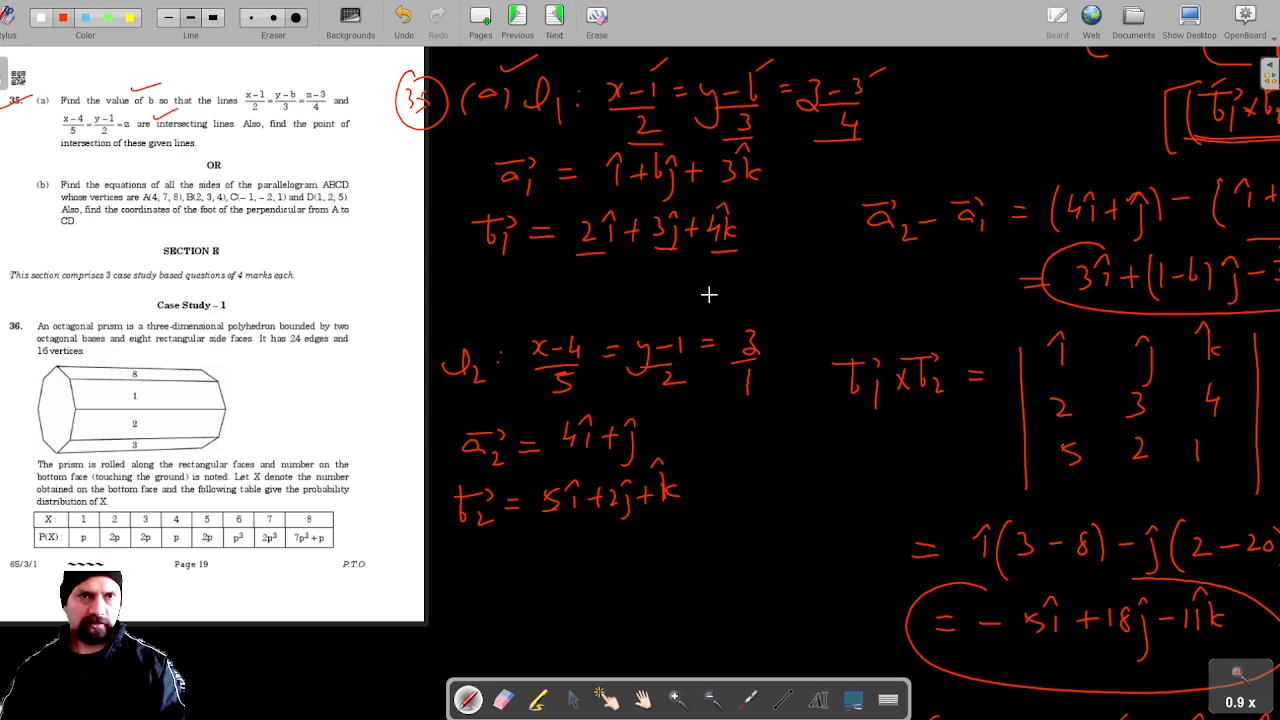 tylus
Color
Line
Eraser
Backgrounds
Undo
Redo
Pages
Previous
Next
Erase
Board
Web
Documents
Show Desktop
OpenBoard
35. (a) Find the value of b so that the lines (x−1)/2 = (y−b)/3 = (z−3)/4 and
(x−4)/5 = (y−1)/2 = z are intersecting lines. Also, find the point of
intersection of these given lines.
OR
(b) Find the equations of all the sides of the parallelogram ABCD
whose vertices are A(4, 7, 8), B(2, 3, 4), C(− 1, − 2, 1) and D(1, 2, 5).
Also, find the coordinates of the foot of the perpendicular from A to
CD.
SECTION E
This section comprises 3 case study based questions of 4 marks each.
Case Study – 1
36. An octagonal prism is a three-dimensional polyhedron bounded by two
octagonal bases and eight rectangular side faces. It has 24 edges and
16 vertices.
8
1
2
3
The prism is rolled along the rectangular faces and number on the
bottom face (touching the ground) is noted. Let X denote the number
obtained on the bottom face and the following table give the probability
distribution of X.
X : 1 2 3 4 5 6 7 8
P(X) : p 2p 2p p 2p p² 2p² 7p² + p
65/3/1 Page 19 P.T.O.
35 (a) l₁ : (x−1)/2 = (y−b)/3 = (3−3)/4
a₁ = î + bĵ + 3k̂
b₁ = 2î + 3ĵ + 4k̂
l₂ : (x−4)/5 = (y−1)/2 = 3/1
a₂ = 4î + ĵ
b₂ = 5î + 2ĵ + k̂
b₁ × b₂
a₂ − a₁ = (4î + ĵ) − (î +
= 3î + (1−b)ĵ − 3
b₁ × b₂ =
î ĵ k̂
2 3 4
5 2 1
= î(3 − 8) − ĵ(2 − 20)
= − 5î + 18ĵ − 11k̂
0.9 x